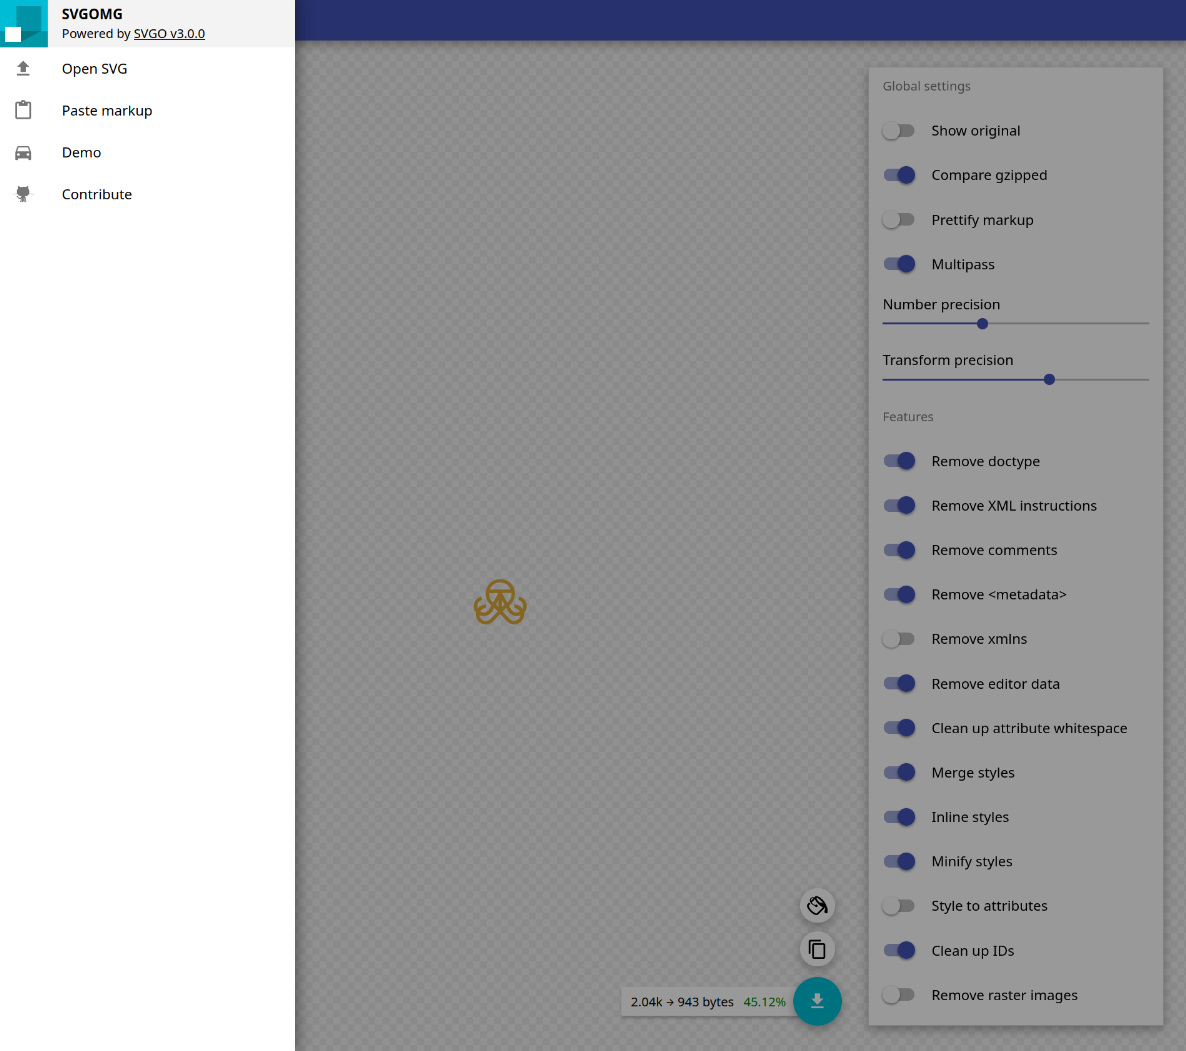 SVGOMG
Powered by SVGO v3.0.0
Open SVG
Paste markup
Demo
Contribute
Global settings
Show original
Compare gzipped
Prettify markup
Multipass
Number precision
Transform precision
Features
Remove doctype
Remove XML instructions
Remove comments
Remove <metadata>
Remove xmlns
Remove editor data
Clean up attribute whitespace
Merge styles
Inline styles
Minify styles
Style to attributes
Clean up IDs
Remove raster images
2.04k → 943 bytes 45.12%